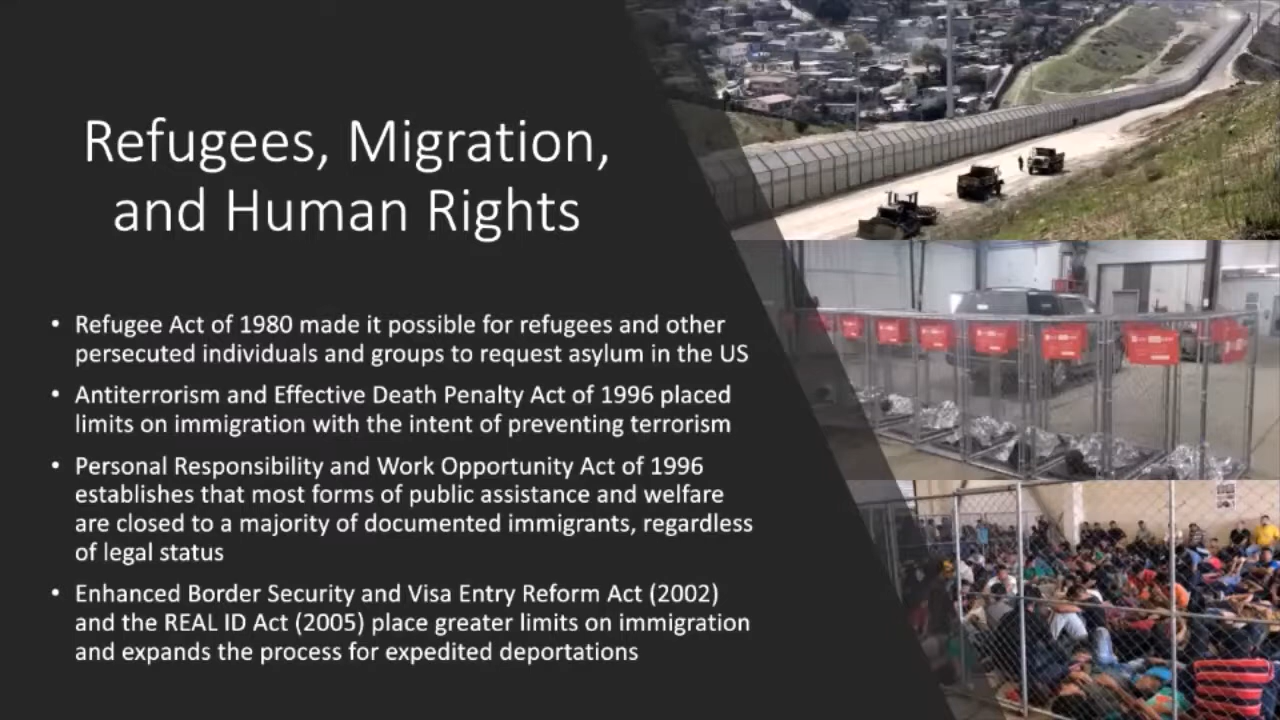 Refugees, Migration,
and Human Rights
• Refugee Act of 1980 made it possible for refugees and other
persecuted individuals and groups to request asylum in the US
• Antiterrorism and Effective Death Penalty Act of 1996 placed
limits on immigration with the intent of preventing terrorism
• Personal Responsibility and Work Opportunity Act of 1996
establishes that most forms of public assistance and welfare
are closed to a majority of documented immigrants, regardless
of legal status
• Enhanced Border Security and Visa Entry Reform Act (2002)
and the REAL ID Act (2005) place greater limits on immigration
and expands the process for expedited deportations